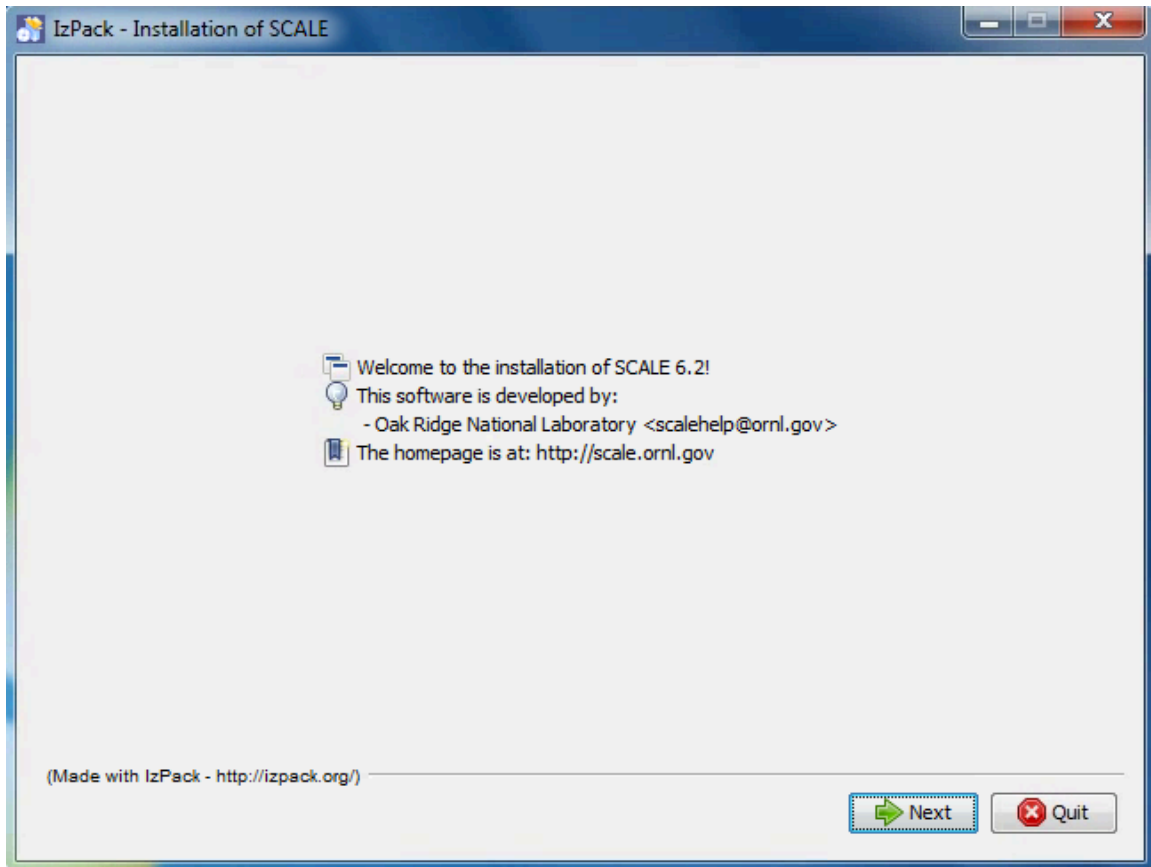 IzPack - Installation of SCALE
Welcome to the installation of SCALE 6.2!
This software is developed by:
- Oak Ridge National Laboratory <scalehelp@ornl.gov>
The homepage is at: http://scale.ornl.gov
(Made with IzPack - http://izpack.org/)
Next Quit